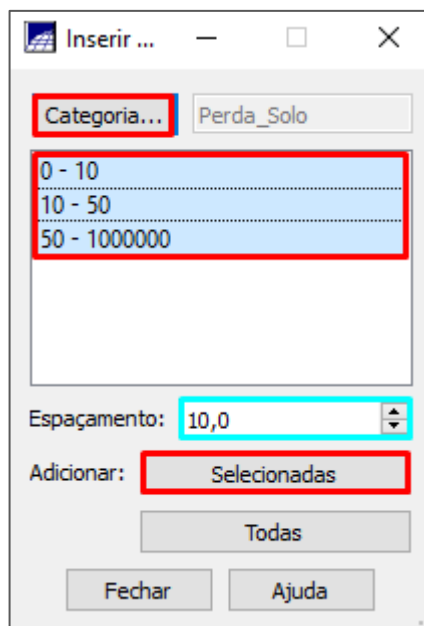 Inserir ...
Categoria... Perda_Solo
0 - 10
10 - 50
50 - 1000000
Espaçamento: 10,0
Adicionar: Selecionadas
Todas
Fechar Ajuda